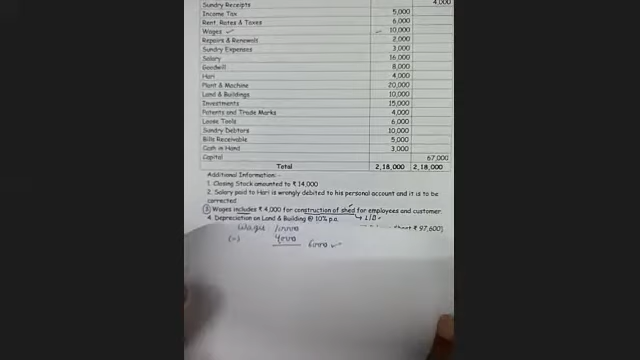 Sundry Receipts 4,000
Income Tax 5,000
Rent, Rates & Taxes 6,000
Wages 10,000
Repairs & Renewals 2,000
Sundry Expenses 3,000
Salary 16,000
Goodwill 8,000
Hari 4,000
Plant & Machine 20,000
Land & Buildings 10,000
Investments 15,000
Patents and Trade Marks 4,000
Loose Tools 6,000
Sundry Debtors 10,000
Bills Receivable 5,000
Cash in Hand 3,000
Capital 67,000
Total 2,18,000 2,18,000
Additional Information:-
1. Closing Stock amounted to ₹ 14,000
2. Salary paid to Hari is wrongly debited to his personal account and it is to be
corrected
3. Wages includes ₹ 4,000 for construction of shed for employees and customer.
4. Depreciation on Land & Building @ 10% p.a. → L/B
₹ 97,600]
Wages 10000
(-) 4000 6000